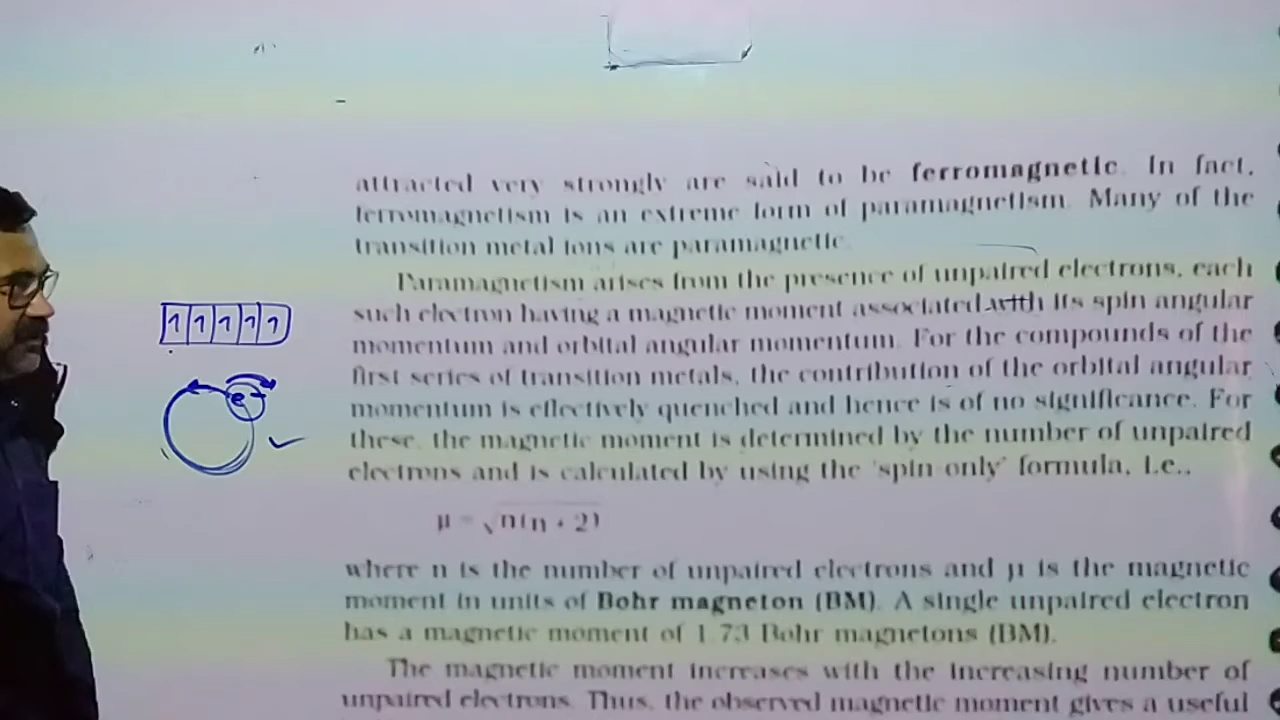 attracted very strongly are said to be ferromagnetic. In fact,
ferromagnetism is an extreme form of paramagnetism. Many of the
transition metal ions are paramagnetic.
Paramagnetism arises from the presence of unpaired electrons, each
such electron having a magnetic moment associated with its spin angular
momentum and orbital angular momentum. For the compounds of the
first series of transition metals, the contribution of the orbital angular
momentum is effectively quenched and hence is of no significance. For
these, the magnetic moment is determined by the number of unpaired
electrons and is calculated by using the 'spin-only' formula, i.e.,
μ = √n(n + 2)
where n is the number of unpaired electrons and μ is the magnetic
moment in units of Bohr magneton (BM). A single unpaired electron
has a magnetic moment of 1.73 Bohr magnetons (BM).
The magnetic moment increases with the increasing number of
unpaired electrons. Thus, the observed magnetic moment gives a useful
1 1 1 1 1
e-